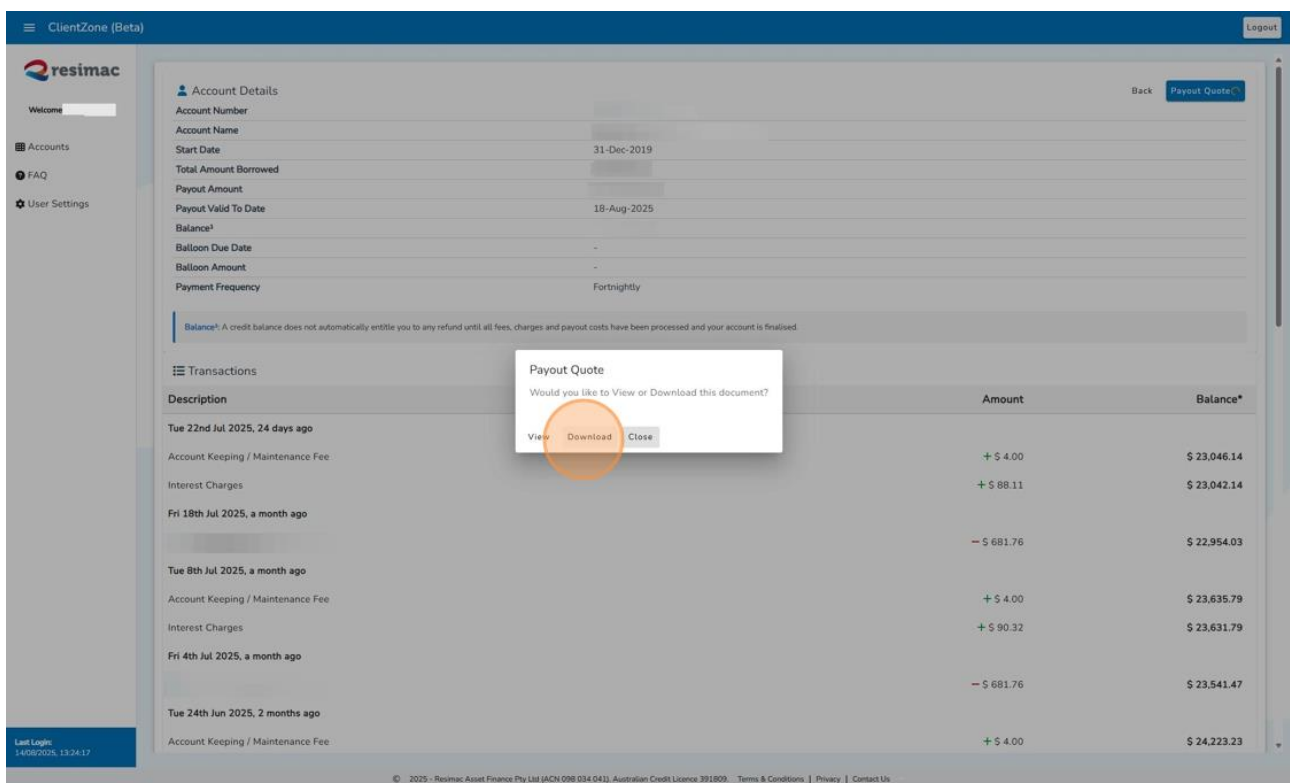 ClientZone (Beta) Logout
resimac
Welcome
Accounts
FAQ
User Settings
Account Details Back Payout Quote
Account Number
Account Name
Start Date 31-Dec-2019
Total Amount Borrowed
Payout Amount
Payout Valid To Date 18-Aug-2025
Balance³
Balloon Due Date -
Balloon Amount -
Payment Frequency Fortnightly
Balance³: A credit balance does not automatically entitle you to any refund until all fees, charges and payout costs have been processed and your account is finalised.
Payout Quote
Would you like to View or Download this document?
View Download Close
Transactions
Description Amount Balance*
Tue 22nd Jul 2025, 24 days ago
Account Keeping / Maintenance Fee + $ 4.00 $ 23,046.14
Interest Charges + $ 88.11 $ 23,042.14
Fri 18th Jul 2025, a month ago
− $ 681.76 $ 22,954.03
Tue 8th Jul 2025, a month ago
Account Keeping / Maintenance Fee + $ 4.00 $ 23,635.79
Interest Charges + $ 90.32 $ 23,631.79
Fri 4th Jul 2025, a month ago
− $ 681.76 $ 23,541.47
Tue 24th Jun 2025, 2 months ago
Account Keeping / Maintenance Fee + $ 4.00 $ 24,223.23
Last Login:
14/08/2025, 13:24:17
© 2025 - Resimac Asset Finance Pty Ltd (ACN 098 034 041). Australian Credit Licence 391809. Terms & Conditions | Privacy | Contact Us